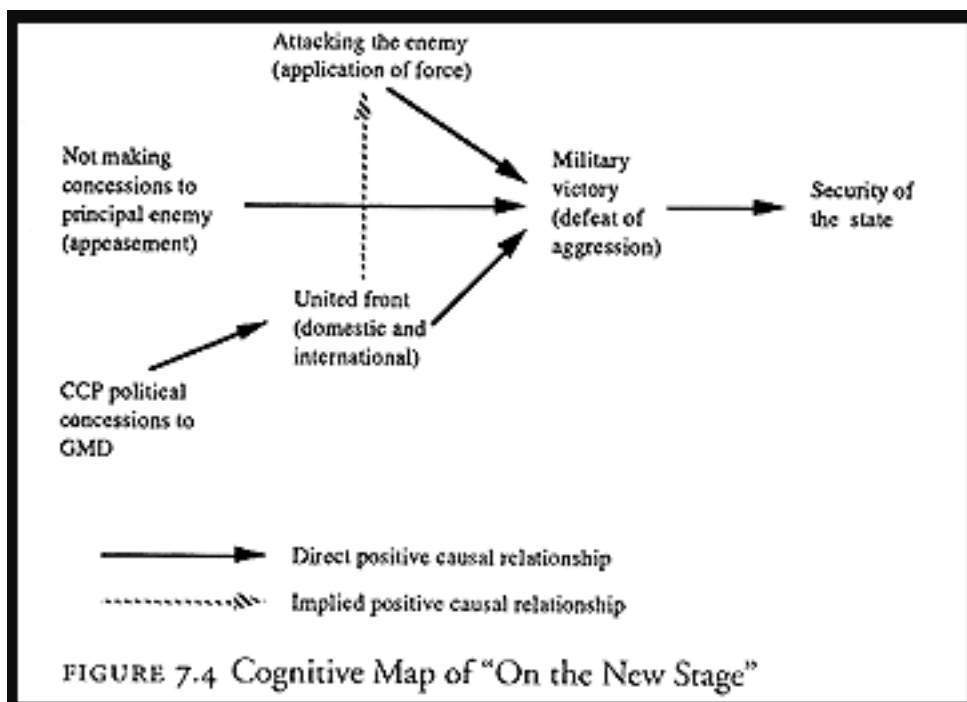 Attacking the enemy
(application of force)
Not making
concessions to
principal enemy
(appeasement)
Military
victory
(defeat of
aggression)
Security of
the state
United front
(domestic and
international)
CCP political
concessions to
GMD
Direct positive causal relationship
Implied positive causal relationship
FIGURE 7.4 Cognitive Map of “On the New Stage”